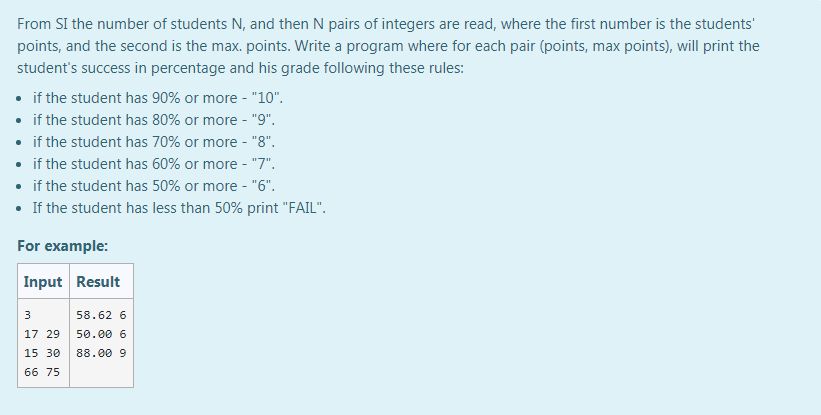 From SI the number of students N, and then N pairs of integers are read, where the first number is the students'
points, and the second is the max. points. Write a program where for each pair (points, max points), will print the
student's success in percentage and his grade following these rules:
• if the student has 90% or more - "10".
• if the student has 80% or more - "9".
• if the student has 70% or more - "8".
• if the student has 60% or more - "7".
• if the student has 50% or more - "6".
• If the student has less than 50% print "FAIL".
For example:
Input Result
3 58.62 6
17 29 50.00 6
15 30 88.00 9
66 75